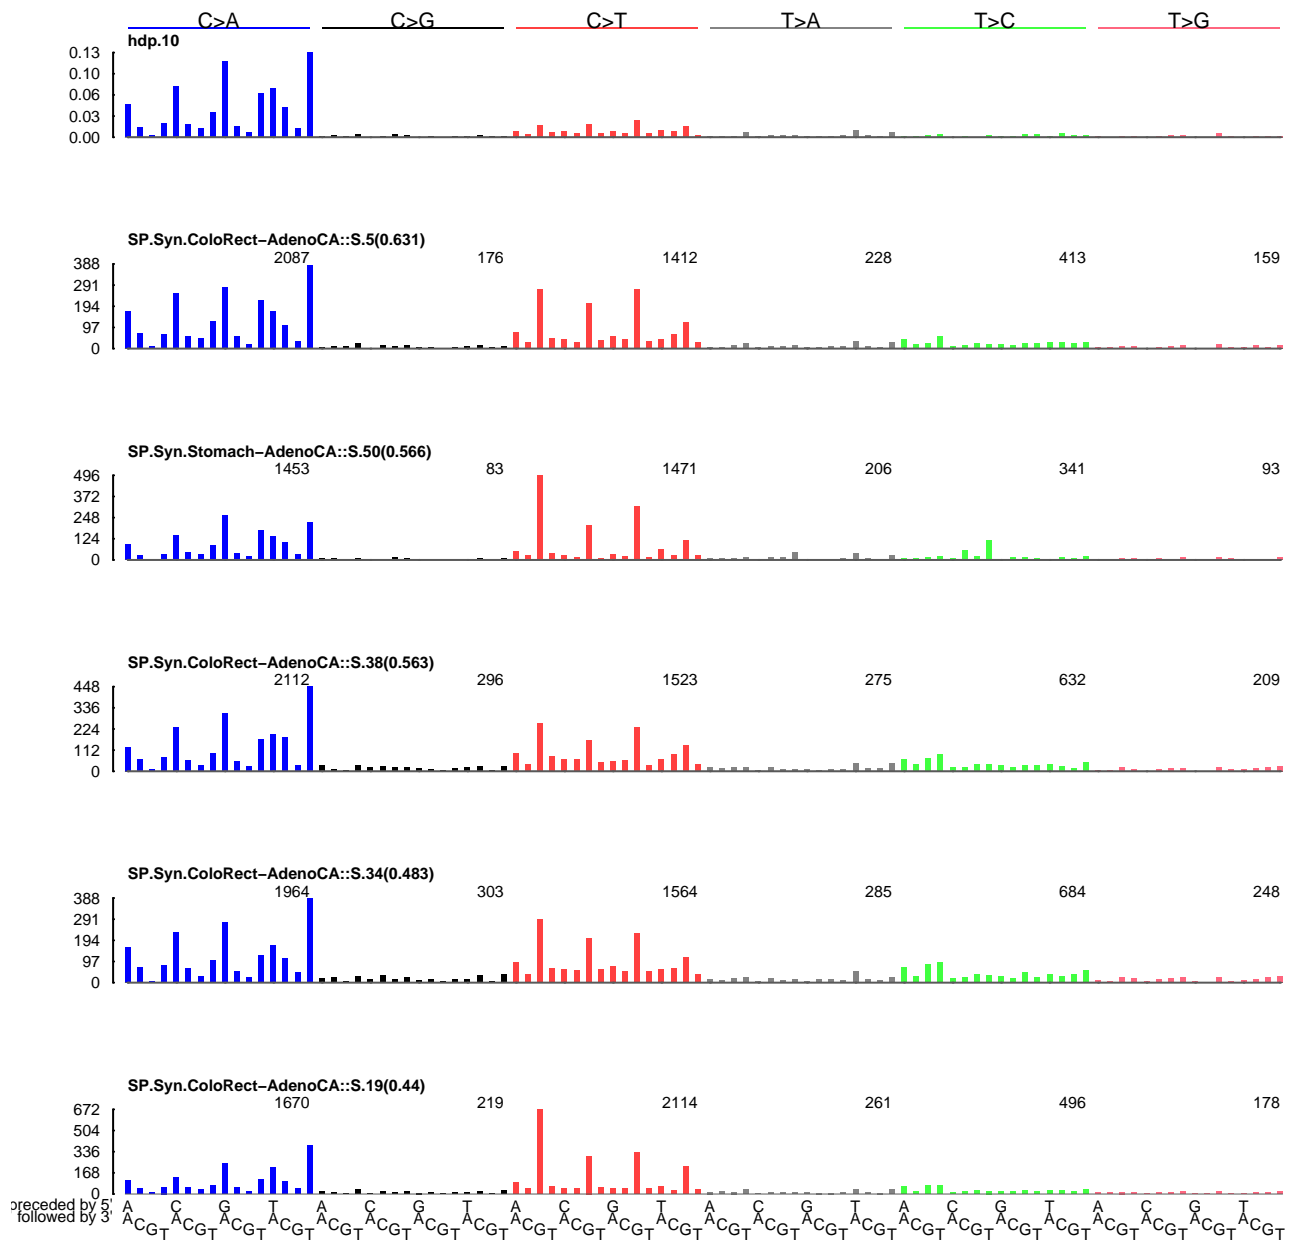 C>A C>G C>T T>A T>C T>G
hdp.10
0.13
0.10
0.06
0.03
0.00
SP.Syn.ColoRect−AdenoCA::S.5(0.631)
2087 176 1412 228 413 159
388
291
194
97
0
SP.Syn.Stomach−AdenoCA::S.50(0.566)
1453 83 1471 206 341 93
496
372
248
124
0
SP.Syn.ColoRect−AdenoCA::S.38(0.563)
2112 296 1523 275 632 209
448
336
224
112
0
SP.Syn.ColoRect−AdenoCA::S.34(0.483)
1964 303 1564 285 684 248
388
291
194
97
0
SP.Syn.ColoRect−AdenoCA::S.19(0.44)
1670 219 2114 261 496 178
672
504
336
168
0
preceded by 5' A C G T A C G T A C G T A C G T A C G T A C G T
followed by 3' A C G T A C G T A C G T A C G T A C G T A C G T A C G T A C G T A C G T A C G T A C G T A C G T A C G T A C G T A C G T A C G T A C G T A C G T A C G T A C G T A C G T A C G T A C G T A C G T